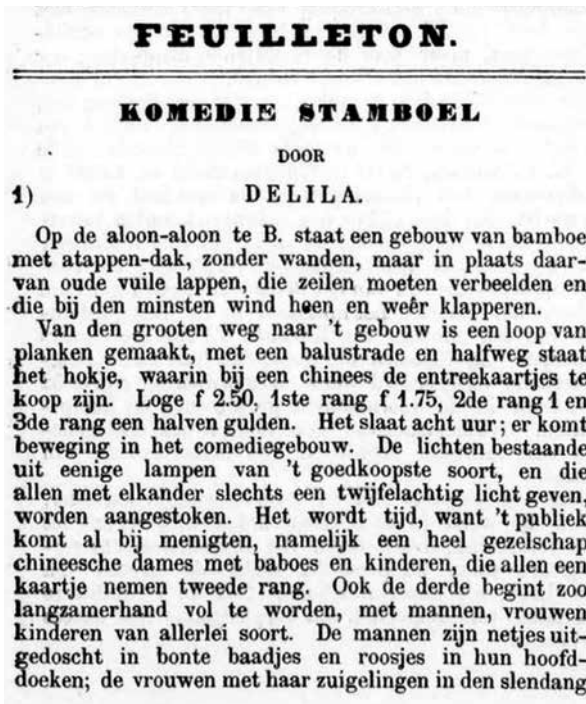 FEUILLETON.
KOMEDIE STAMBOEL
DOOR
1) DELILA.
Op de aloon-aloon te B. staat een gebouw van bamboe
met atappen-dak, zonder wanden, maar in plaats daar-
van oude vuile lappen, die zeilen moeten verbeelden en
die bij den minsten wind heen en weêr klapperen.
Van den grooten weg naar 't gebouw is een loop van
planken gemaakt, met een balustrade en halfweg staat
het hokje, waarin bij een chinees de entreekaartjes te
koop zijn. Loge f 2.50, 1ste rang f 1.75, 2de rang 1 en
3de rang een halven gulden. Het slaat acht uur; er komt
beweging in het comediegebouw. De lichten bestaande
uit eenige lampen van 't goedkoopste soort, en die
allen met elkander slechts een twijfelachtig licht geven,
worden aangestoken. Het wordt tijd, want 't publiek
komt al bij menigten, namelijk een heel gezelschap
chineesche dames met baboes en kinderen, die allen een
kaartje nemen tweede rang. Ook de derde begint zoo
langzamerhand vol te worden, met mannen, vrouwen
kinderen van allerlei soort. De mannen zijn netjes uit-
gedoscht in bonte baadjes en roosjes in hun hoofd-
doeken; de vrouwen met haar zuigelingen in den slendang